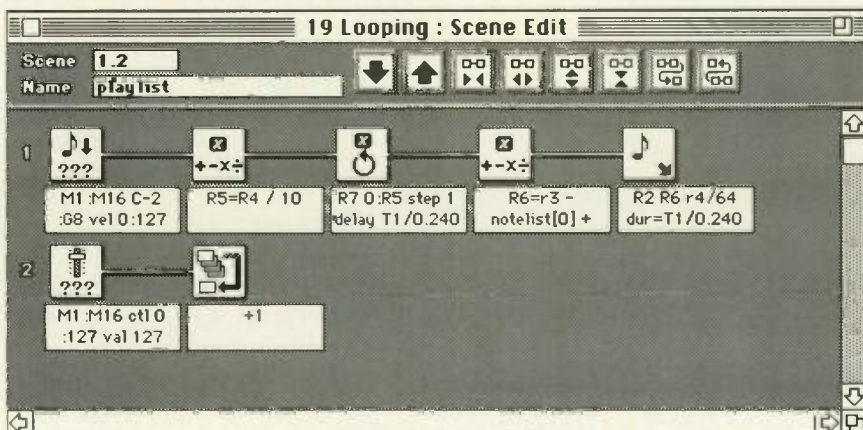 19 Looping : Scene Edit
Scene 1.2
Name playlist
1
???
x
+-x÷
x
x
+-x÷
M1 :M16 C-2
:G8 vel 0:127
R5=R4 / 10
R7 0:R5 step 1
delay T1/0.240
R6=r3 -
notelist[0] +
R2 R6 r4/64
dur=T1/0.240
2
???
M1 :M16 ctl 0
:127 val 127
+1